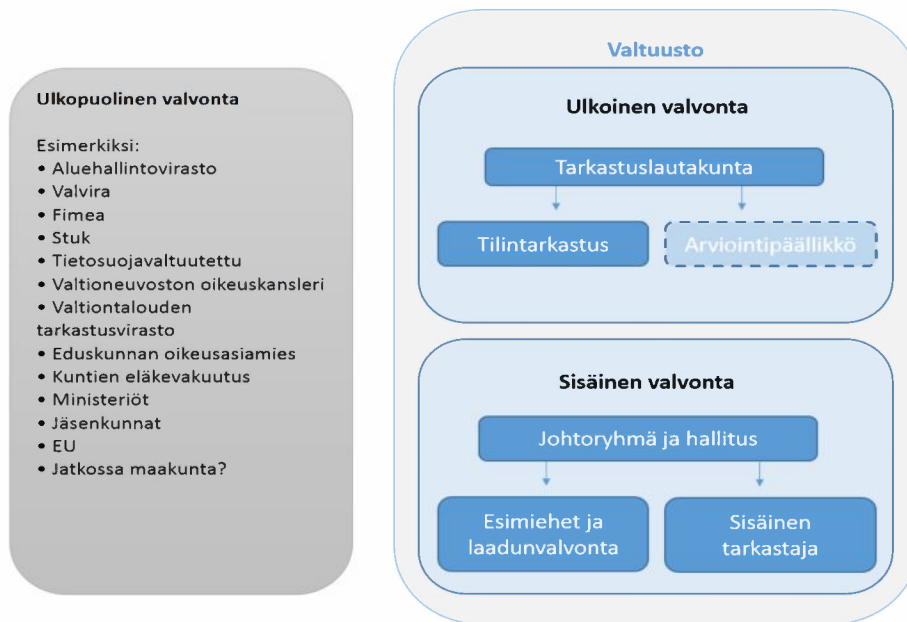 Ulkopuolinen valvonta
Esimerkiksi:
• Aluehallintovirasto
• Valvira
• Fimea
• Stuk
• Tietosuojavaltuutettu
• Valtioneuvoston oikeuskansleri
• Valtiontalouden
tarkastusvirasto
• Eduskunnan oikeusasiamies
• Kuntien eläkevakuutus
• Ministeriöt
• Jäsenkunnat
• EU
• Jatkossa maakunta?
Valtuusto
Ulkoinen valvonta
Tarkastuslautakunta
Tilintarkastus
Arviointipäällikkö
Sisäinen valvonta
Johtoryhmä ja hallitus
Esimiehet ja
laadunvalvonta
Sisäinen
tarkastaja